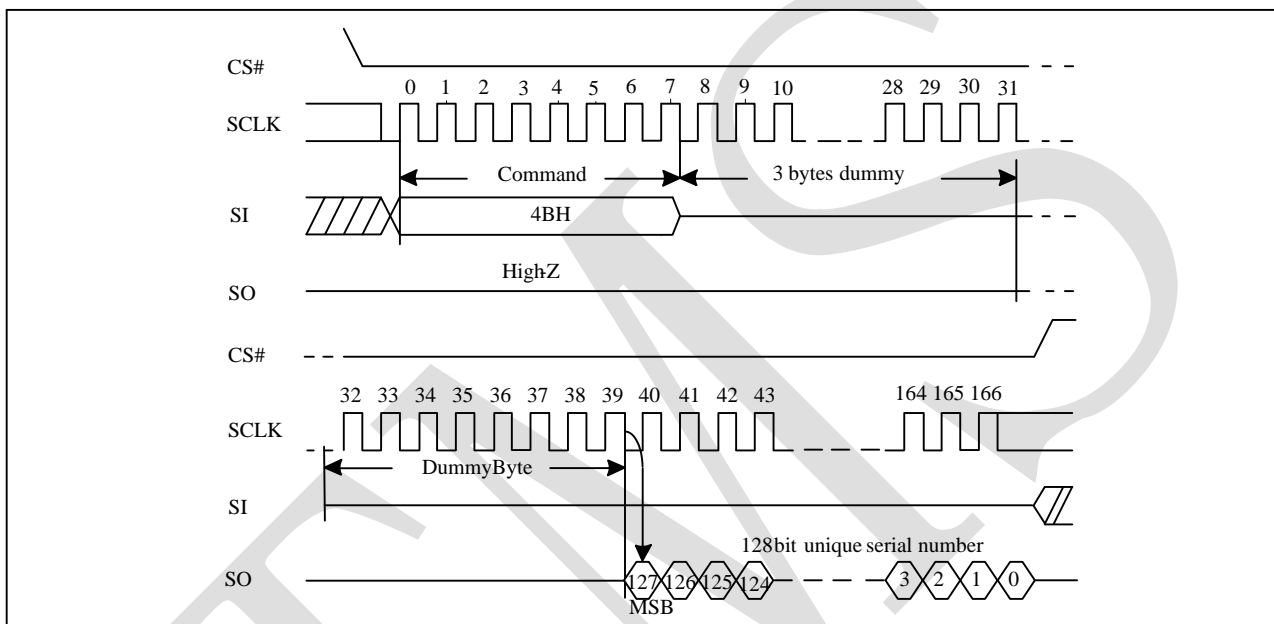 CS#
0 1 2 3 4 5 6 7 8 9 10 28 29 30 31
SCLK
Command 3 bytes dummy
SI 4BH
High-Z
SO
CS#
32 33 34 35 36 37 38 39 40 41 42 43 164 165 166
SCLK
DummyByte
SI
128bit unique serial number
SO 127 126 125 124 3 2 1 0
MSB